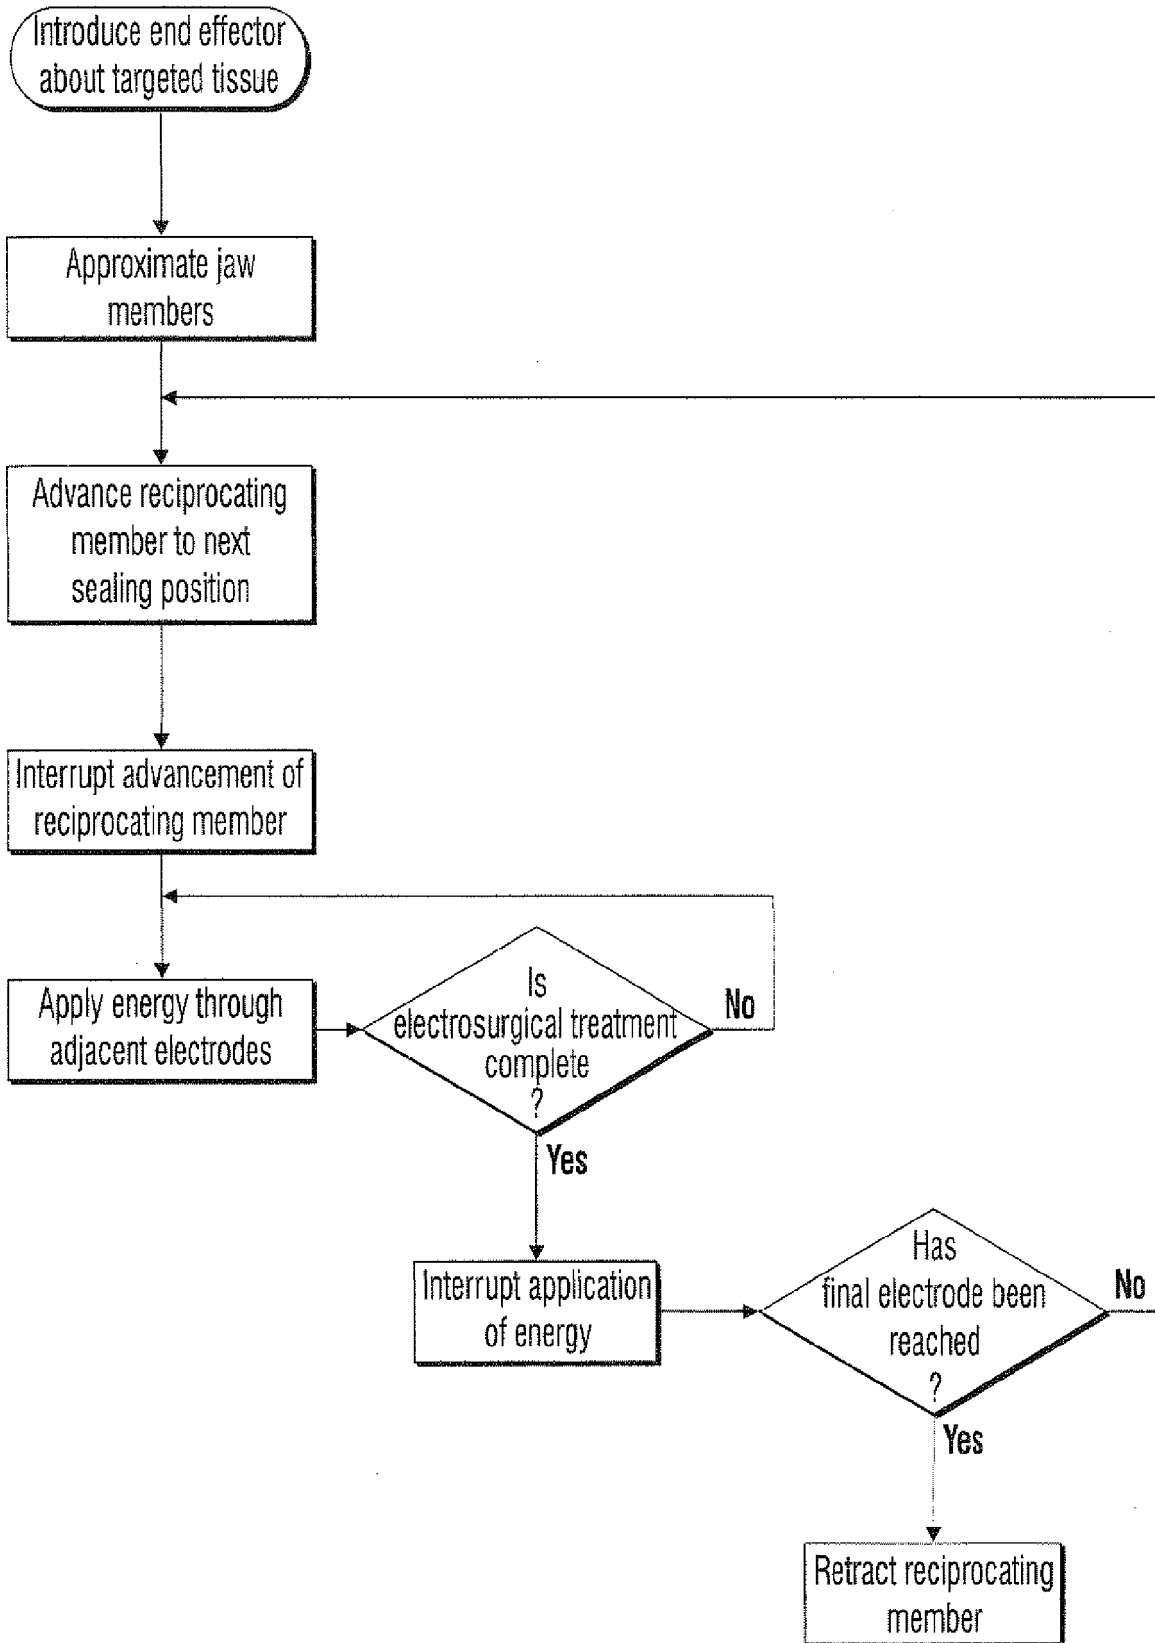 Introduce end effector
about targeted tissue
Approximate jaw
members
Advance reciprocating
member to next
sealing position
Interrupt advancement of
reciprocating member
Apply energy through
adjacent electrodes
Is
electrosurgical treatment
complete
?
No
Yes
Interrupt application
of energy
Has
final electrode been
reached
?
No
Yes
Retract reciprocating
member